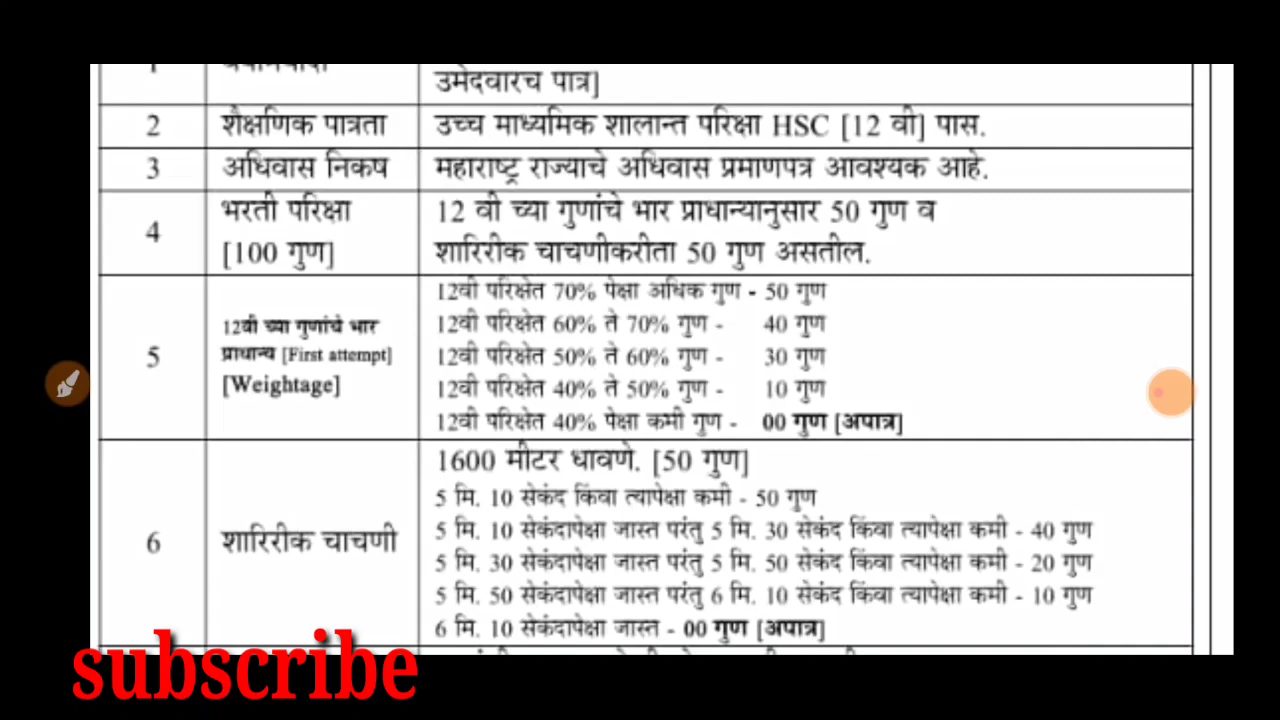 1
उमेदवारच पात्र]
2 शैक्षणिक पात्रता उच्च माध्यमिक शालान्त परिक्षा HSC [12 वी] पास.
3 अधिवास निकष महाराष्ट्र राज्याचे अधिवास प्रमाणपत्र आवश्यक आहे.
4 भरती परिक्षा 12 वी च्या गुणांचे भार प्राधान्यानुसार 50 गुण व
[100 गुण] शारिरीक चाचणीकरीता 50 गुण असतील.
5 12वी च्या गुणांचे भार
प्राधान्य [First attempt]
[Weightage]
12वी परिक्षेत 70% पेक्षा अधिक गुण - 50 गुण
12वी परिक्षेत 60% ते 70% गुण - 40 गुण
12वी परिक्षेत 50% ते 60% गुण - 30 गुण
12वी परिक्षेत 40% ते 50% गुण - 10 गुण
12वी परिक्षेत 40% पेक्षा कमी गुण - 00 गुण [अपात्र]
6 शारिरीक चाचणी
1600 मीटर धावणे. [50 गुण]
5 मि. 10 सेकंद किंवा त्यापेक्षा कमी - 50 गुण
5 मि. 10 सेकंदापेक्षा जास्त परंतु 5 मि. 30 सेकंद किंवा त्यापेक्षा कमी - 40 गुण
5 मि. 30 सेकंदापेक्षा जास्त परंतु 5 मि. 50 सेकंद किंवा त्यापेक्षा कमी - 20 गुण
5 मि. 50 सेकंदापेक्षा जास्त परंतु 6 मि. 10 सेकंद किंवा त्यापेक्षा कमी - 10 गुण
6 मि. 10 सेकंदापेक्षा जास्त - 00 गुण [अपात्र]
subscribe